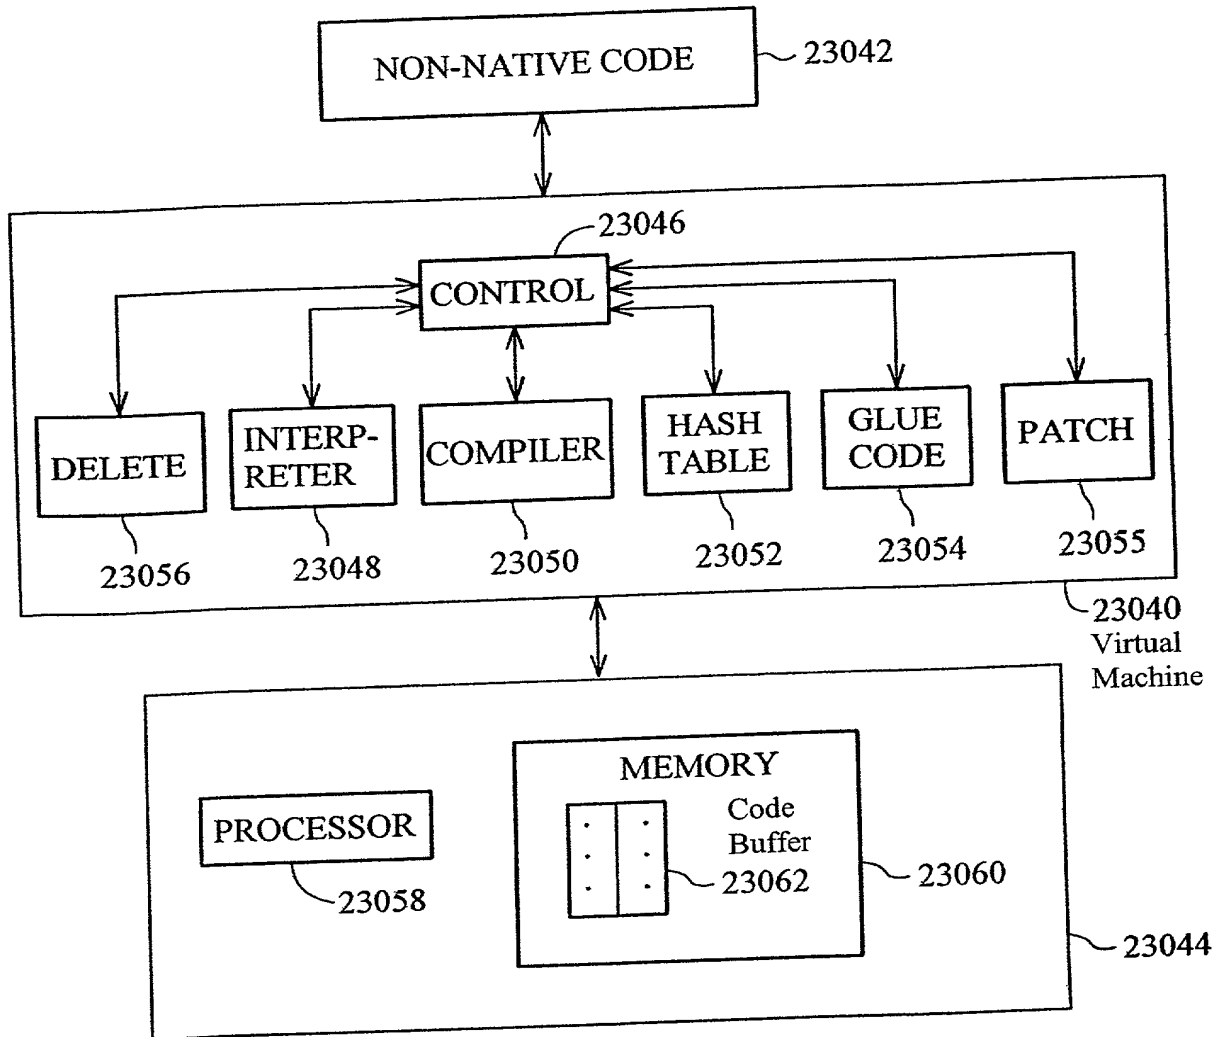 NON-NATIVE CODE
23042
23046
CONTROL
DELETE
INTERP-
RETER
COMPILER
HASH
TABLE
GLUE
CODE
PATCH
23056
23048
23050
23052
23054
23055
23040
Virtual
Machine
MEMORY
PROCESSOR
Code
Buffer
23062
23058
23060
23044